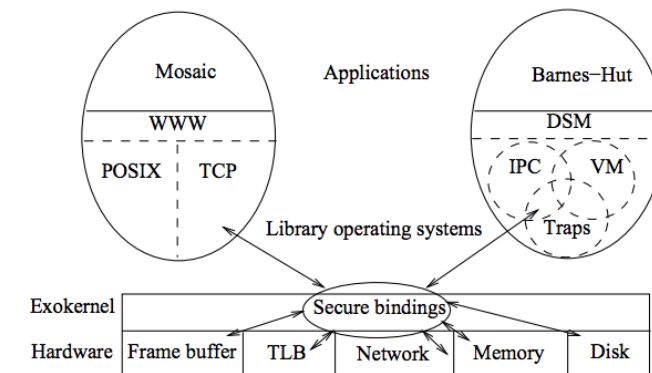 Mosaic
Applications
Barnes–Hut
WWW
DSM
POSIX
TCP
IPC
VM
Library operating systems
Traps
Exokernel
Secure bindings
Hardware
Frame buffer
TLB
Network
Memory
Disk